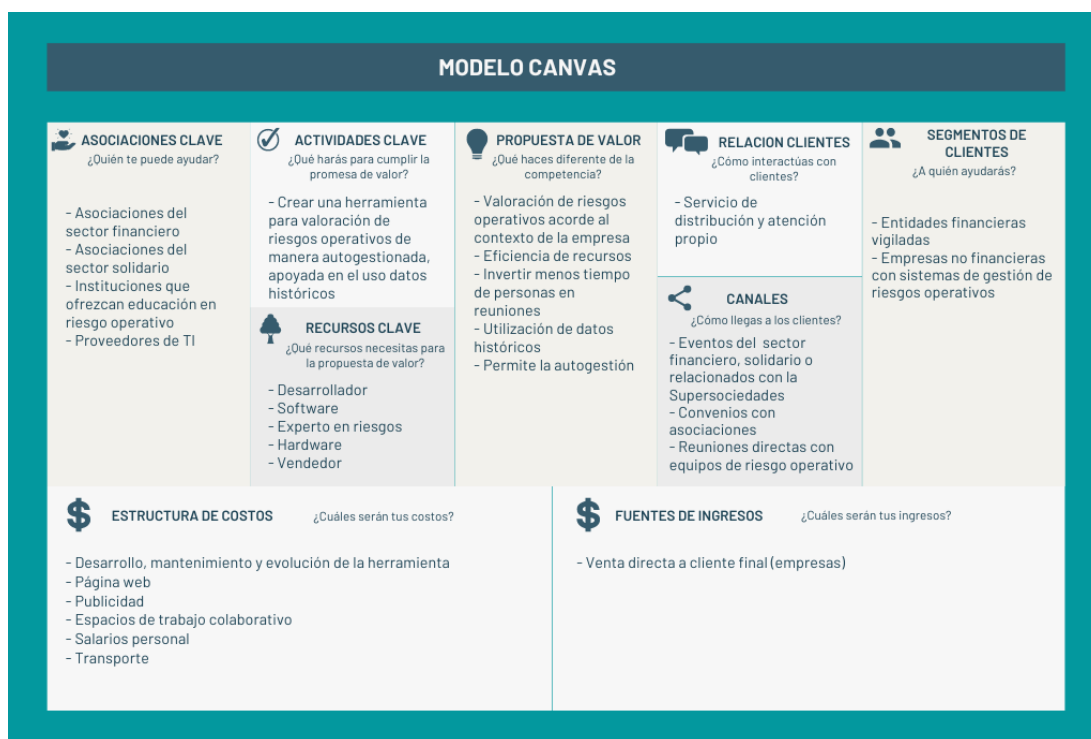 MODELO CANVAS
ASOCIACIONES CLAVE
¿Quién te puede ayudar?
- Asociaciones del
sector financiero
- Asociaciones del
sector solidario
- Instituciones que
ofrezcan educación en
riesgo operativo
- Proveedores de TI
ACTIVIDADES CLAVE
¿Qué harás para cumplir la
promesa de valor?
- Crear una herramienta
para valoración de
riesgos operativos de
manera autogestionada,
apoyada en el uso datos
históricos
RECURSOS CLAVE
¿Qué recursos necesitas para
la propuesta de valor?
- Desarrollador
- Software
- Experto en riesgos
- Hardware
- Vendedor
PROPUESTA DE VALOR
¿Qué haces diferente de la
competencia?
- Valoración de riesgos
operativos acorde al
contexto de la empresa
- Eficiencia de recursos
- Invertir menos tiempo
de personas en
reuniones
- Utilización de datos
históricos
- Permite la autogestión
RELACION CLIENTES
¿Cómo interactúas con
clientes?
- Servicio de
distribución y atención
propio
CANALES
¿Cómo llegas a los clientes?
- Eventos del sector
financiero, solidario o
relacionados con la
Supersociedades
- Convenios con
asociaciones
- Reuniones directas con
equipos de riesgo operativo
SEGMENTOS DE
CLIENTES
¿A quién ayudarás?
- Entidades financieras
vigiladas
- Empresas no financieras
con sistemas de gestión de
riesgos operativos
ESTRUCTURA DE COSTOS
¿Cuáles serán tus costos?
- Desarrollo, mantenimiento y evolución de la herramienta
- Página web
- Publicidad
- Espacios de trabajo colaborativo
- Salarios personal
- Transporte
FUENTES DE INGRESOS
¿Cuáles serán tus ingresos?
- Venta directa a cliente final (empresas)